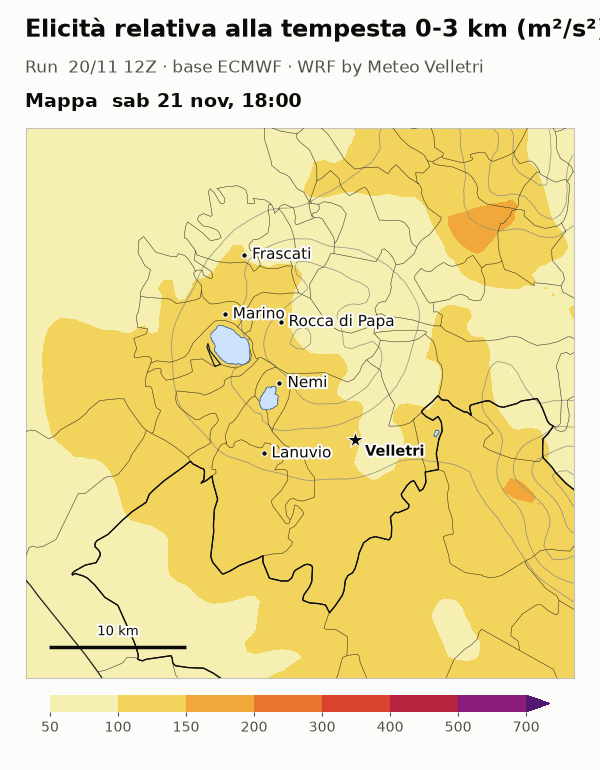 Elicità relativa alla tempesta 0-3 km (m²/s²)
Run  20/11 12Z · base ECMWF · WRF by Meteo Velletri
Mappa  sab 21 nov, 18:00
Frascati
Marino
Rocca di Papa
Nemi
Velletri
Lanuvio
10 km
50 100 150 200 300 400 500 700